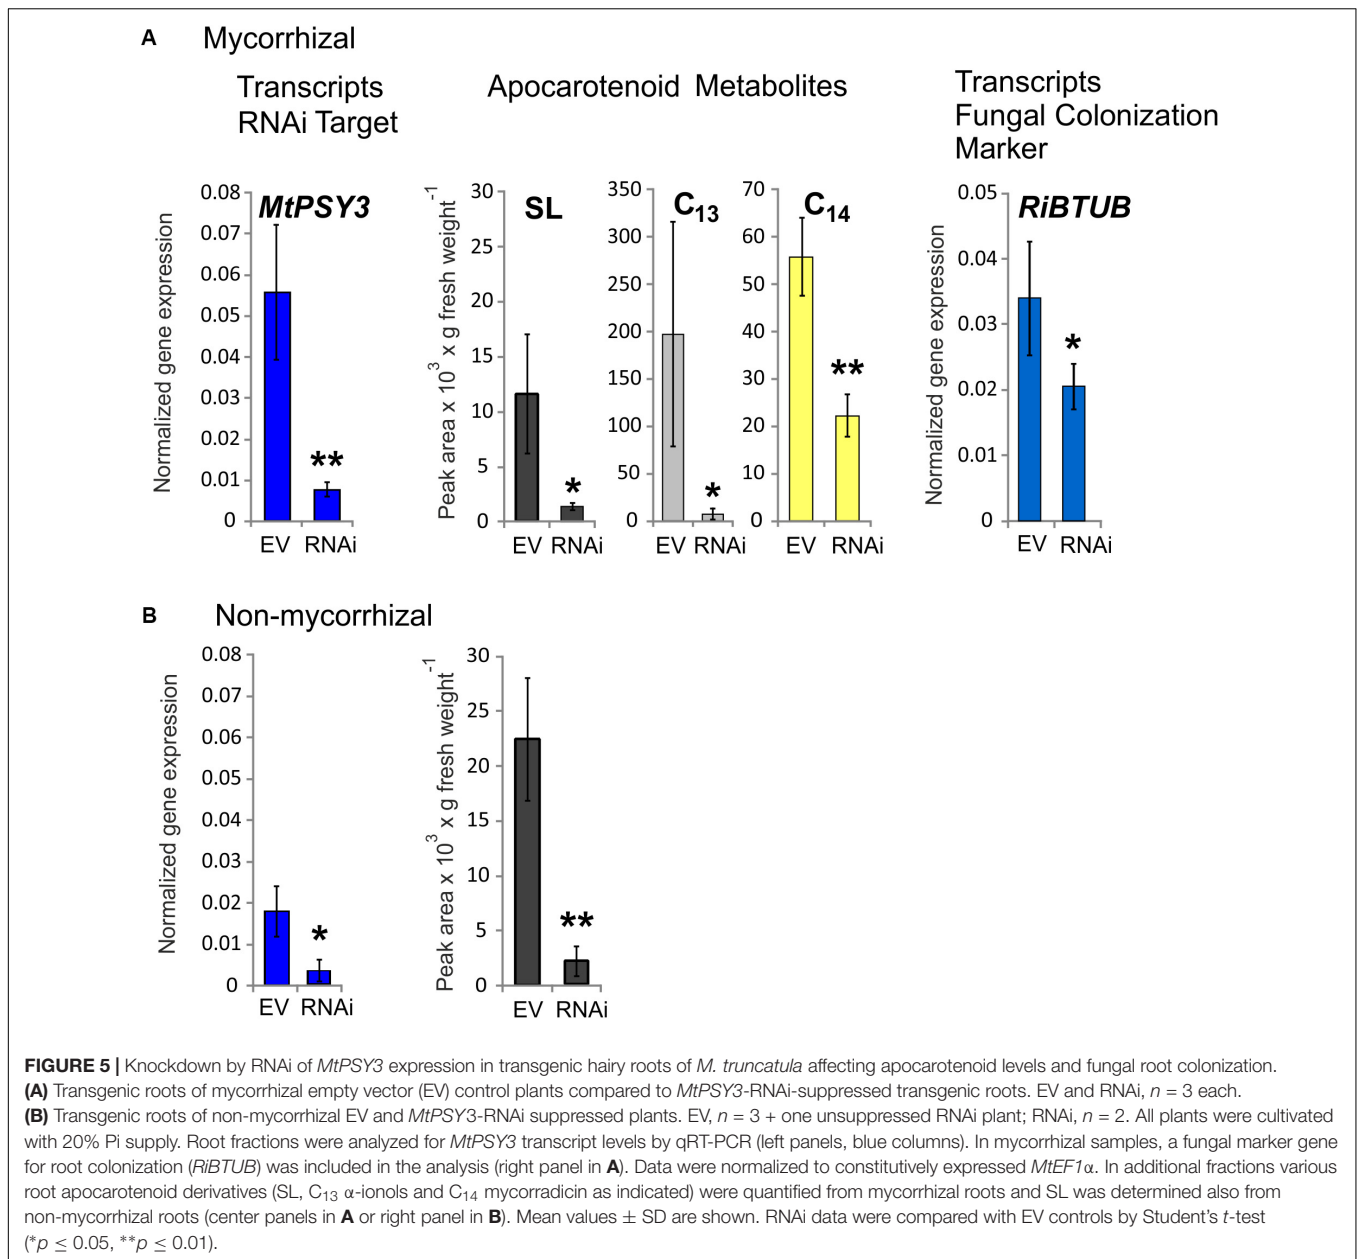 A Mycorrhizal
Transcripts
RNAi Target
Apocarotenoid Metabolites
Transcripts
Fungal Colonization
Marker
Normalized gene expression
0.08
0.07
0.06
0.05
0.04
0.03
0.02
0.01
0
MtPSY3
**
EV RNAi
Peak area x 10³ x g fresh weight⁻¹
30
25
20
15
10
5
0
SL
*
EV RNAi
350
300
250
200
150
100
50
0
C₁₃
*
EV RNAi
70
60
50
40
30
20
10
0
C₁₄
**
EV RNAi
Normalized gene expression
0.05
0.04
0.03
0.02
0.01
0
RiBTUB
*
EV RNAi
B Non-mycorrhizal
Normalized gene expression
0.08
0.07
0.06
0.05
0.04
0.03
0.02
0.01
0
*
EV RNAi
Peak area x 10³ x g fresh weight⁻¹
30
25
20
15
10
5
0
**
EV RNAi
FIGURE 5 | Knockdown by RNAi of MtPSY3 expression in transgenic hairy roots of M. truncatula affecting apocarotenoid levels and fungal root colonization.
(A) Transgenic roots of mycorrhizal empty vector (EV) control plants compared to MtPSY3-RNAi-suppressed transgenic roots. EV and RNAi, n = 3 each.
(B) Transgenic roots of non-mycorrhizal EV and MtPSY3-RNAi suppressed plants. EV, n = 3 + one unsuppressed RNAi plant; RNAi, n = 2. All plants were cultivated
with 20% Pi supply. Root fractions were analyzed for MtPSY3 transcript levels by qRT-PCR (left panels, blue columns). In mycorrhizal samples, a fungal marker gene
for root colonization (RiBTUB) was included in the analysis (right panel in A). Data were normalized to constitutively expressed MtEF1α. In additional fractions various
root apocarotenoid derivatives (SL, C₁₃ α-ionols and C₁₄ mycorradicin as indicated) were quantified from mycorrhizal roots and SL was determined also from
non-mycorrhizal roots (center panels in A or right panel in B). Mean values ± SD are shown. RNAi data were compared with EV controls by Student's t-test
(*p ≤ 0.05, **p ≤ 0.01).